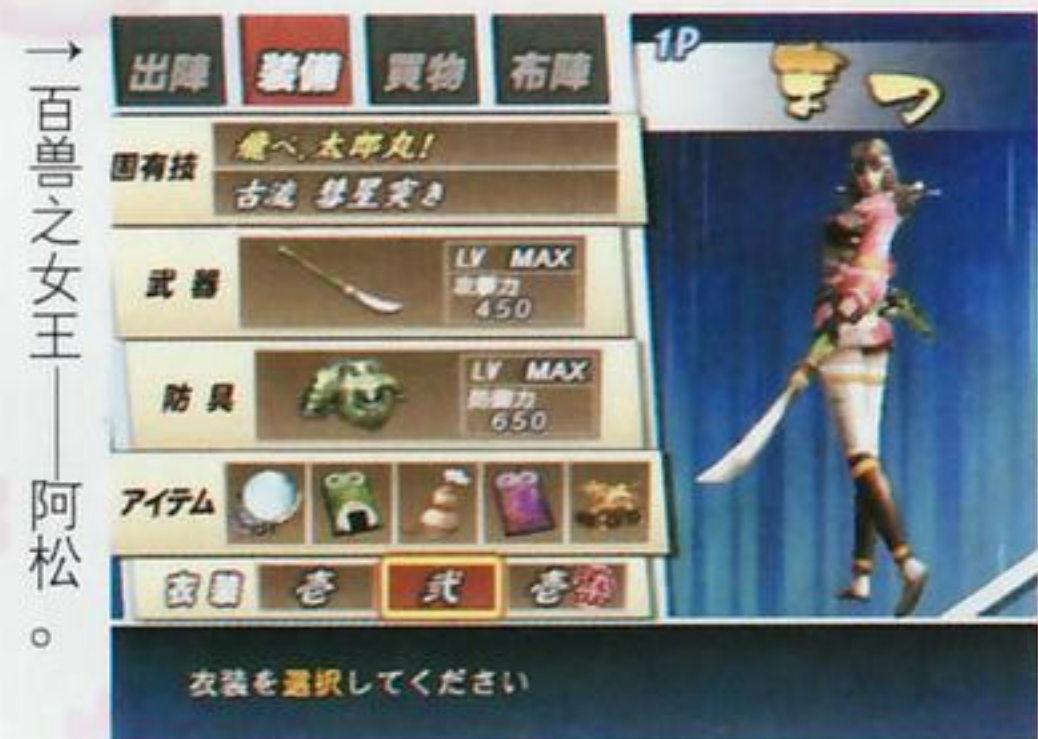 →百兽之女王——阿松。
出陣 装備 買物 布陣
1P
まつ
固有技
太郎丸!
古流 彗星突き
武器
LV MAX
攻撃力
450
防具
LV MAX
防御力
650
アイテム
衣装 壱 弐 壱
衣装を選択してください